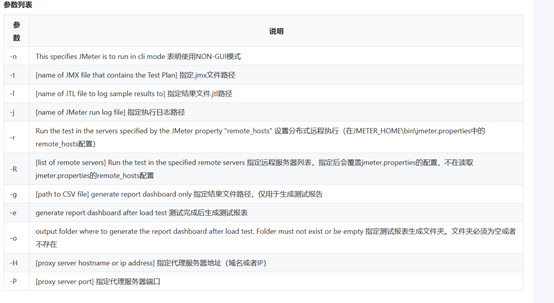 参数列表
参
数
说明
-n This specifies JMeter is to run in cli mode 表明使用NON-GUI模式
-t [name of JMX file that contains the Test Plan] 指定.jmx文件路径
-l [name of JTL file to log sample results to] 指定结果文件.jtl路径
-j [name of JMeter run log file] 指定执行日志路径
-r Run the test in the servers specified by the JMeter property "remote_hosts" 设置分布式远程执行（在JMETER_HOME\bin\jmeter.properties中的
remote_hosts配置）
-R [list of remote servers] Run the test in the specified remote servers 指定远程服务器列表，指定后会覆盖jmeter.properties的配置，不在读取
jmeter.properties的remote_hosts配置
-g [path to CSV file] generate report dashboard only 指定结果文件路径，仅用于生成测试报告
-e generate report dashboard after load test 测试完成后生成测试报表
-o output folder where to generate the report dashboard after load test. Folder must not exist or be empty 指定测试报表生成文件夹。文件夹必须为空或者
不存在
-H [proxy server hostname or ip address] 指定代理服务器地址（域名或者IP）
-P [proxy server port] 指定代理服务器端口